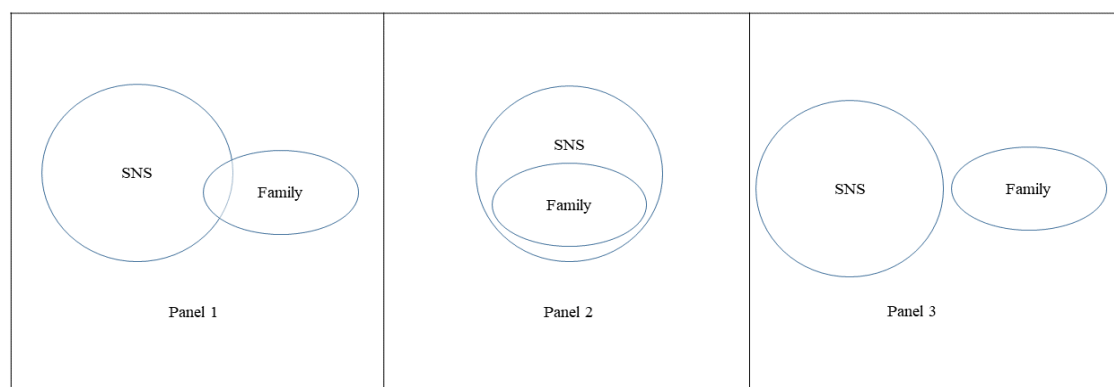 SNS
Family
Panel 1
SNS
Family
Panel 2
SNS
Family
Panel 3